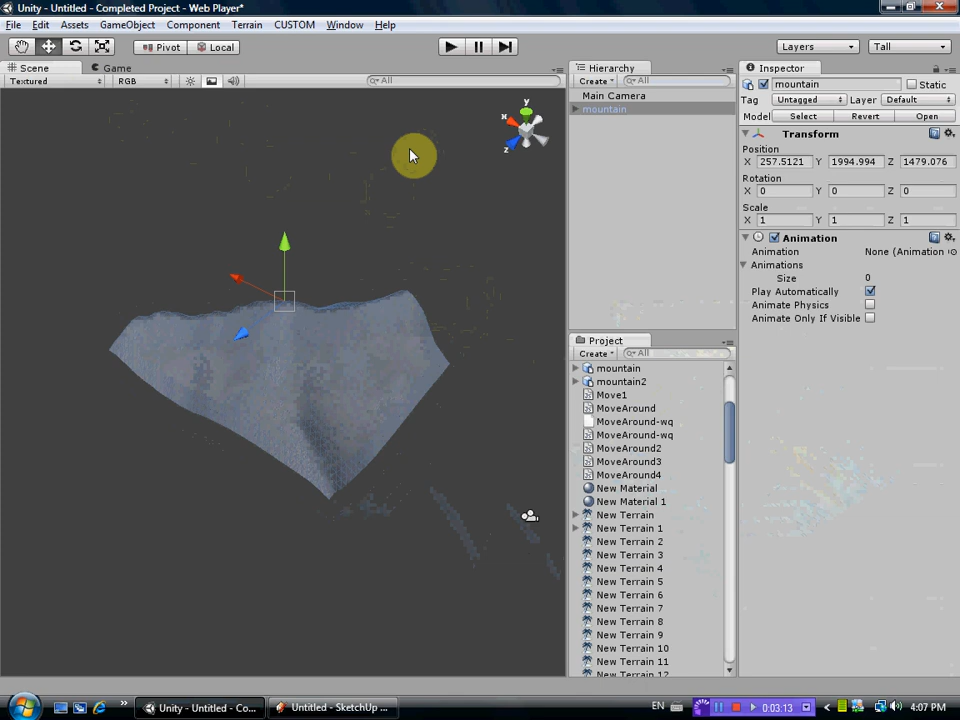 Unity - Untitled - Completed Project - Web Player*
File Edit Assets GameObject Component Terrain CUSTOM Window Help
Pivot Local Layers Tall
Scene Game Hierarchy Inspector
Textured RGB All Create All mountain Static
Main Camera Tag Untagged Layer Default
mountain Model Select Revert Open
y x z
Transform
Position
X 257.5121 Y 1994.994 Z 1479.076
Rotation
X 0 Y 0 Z 0
Scale
X 1 Y 1 Z 1
Animation
Animation None (Animation
Animations
Size 0
Play Automatically
Animate Physics
Animate Only If Visible
Project
Create All
mountain
mountain2
Move1
MoveAround
MoveAround-wq
MoveAround-wq
MoveAround2
MoveAround3
MoveAround4
New Material
New Material 1
New Terrain
New Terrain 1
New Terrain 2
New Terrain 3
New Terrain 4
New Terrain 5
New Terrain 6
New Terrain 7
New Terrain 8
New Terrain 9
New Terrain 10
New Terrain 11
New Terrain 12
Unity - Untitled - Co... Untitled - SketchUp ... EN 03:13 4:07 PM